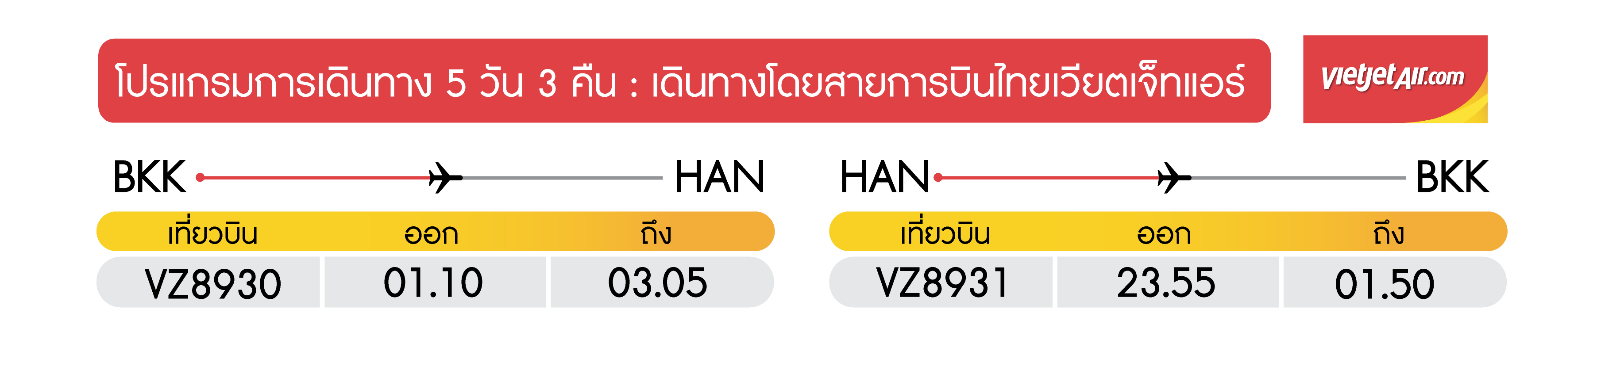 โปรแกรมการเดินทาง 5 วัน 3 คืน : เดินทางโดยสายการบินไทยเวียตเจ็ทแอร์
vietjetAir.com
BKK HAN
เที่ยวบิน ออก ถึง
VZ8930 01.10 03.05
HAN BKK
เที่ยวบิน ออก ถึง
VZ8931 23.55 01.50